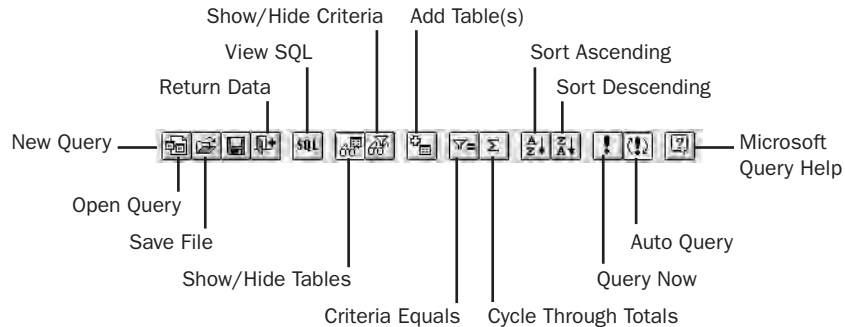 Show/Hide Criteria
Add Table(s)
View SQL
Sort Ascending
Return Data
Sort Descending
New Query
SQL
A
Z
Z
A
Microsoft
Query Help
Open Query
Save File
Auto Query
Show/Hide Tables
Query Now
Criteria Equals
Cycle Through Totals